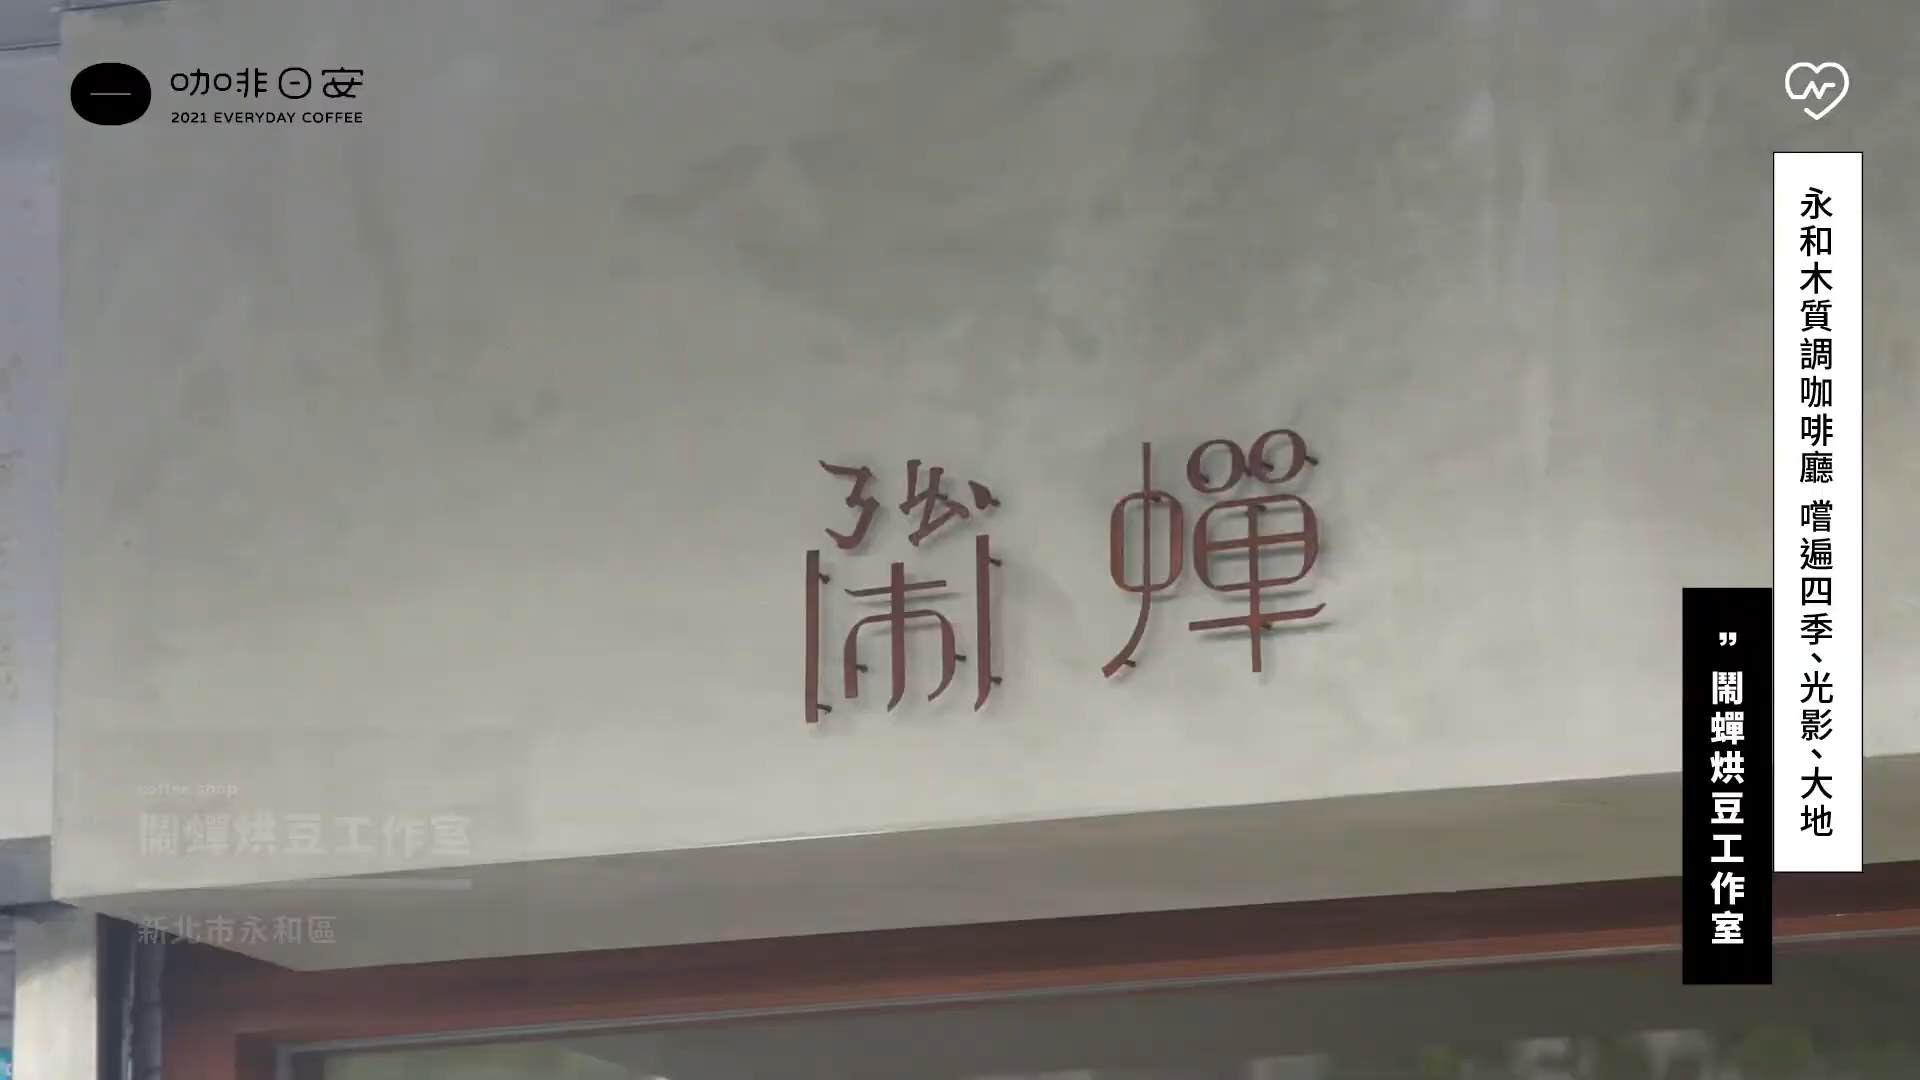 咖啡日安
2021 EVERYDAY COFFEE
鬧蟬
永和木質調咖啡廳 嚐遍四季、光影、大地
” 鬧蟬烘豆工作室
coffee shop
鬧蟬烘豆工作室
新北市永和區